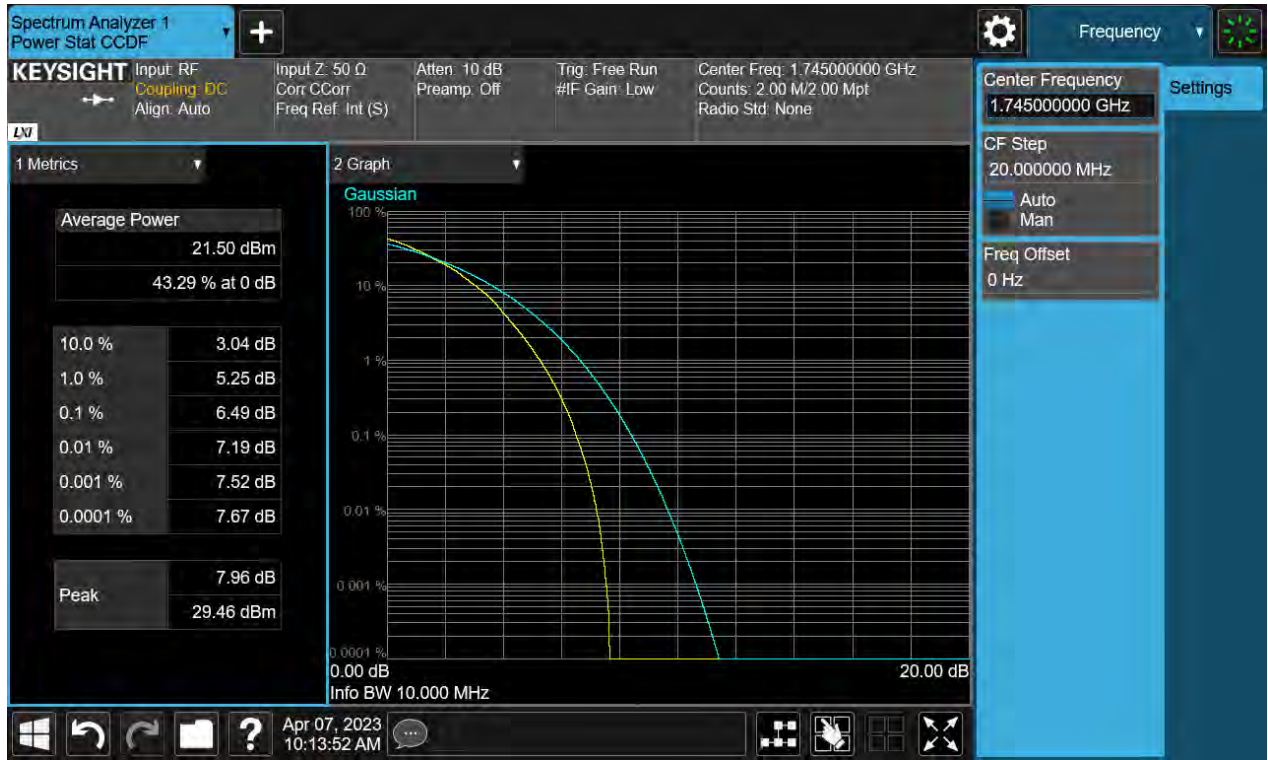 Spectrum Analyzer 1
Power Stat CCDF
Frequency
KEYSIGHT
Input: RF
Coupling: DC
Align: Auto
Input Z: 50 Ω
Corr CCorr
Freq Ref: Int (S)
Atten: 10 dB
Preamp: Off
Trig: Free Run
#IF Gain: Low
Center Freq: 1.745000000 GHz
Counts: 2.00 M/2.00 Mpt
Radio Std: None
LXI
Center Frequency
1.745000000 GHz
Settings
CF Step
20.000000 MHz
Auto
Man
Freq Offset
0 Hz
1 Metrics
Average Power
21.50 dBm
43.29 % at 0 dB
10.0 % 3.04 dB
1.0 % 5.25 dB
0.1 % 6.49 dB
0.01 % 7.19 dB
0.001 % 7.52 dB
0.0001 % 7.67 dB
Peak
7.96 dB
29.46 dBm
2 Graph
Gaussian
100 %
10 %
1 %
0.1 %
0.01 %
0.001 %
0.0001 %
0.00 dB
20.00 dB
Info BW 10.000 MHz
Apr 07, 2023
10:13:52 AM